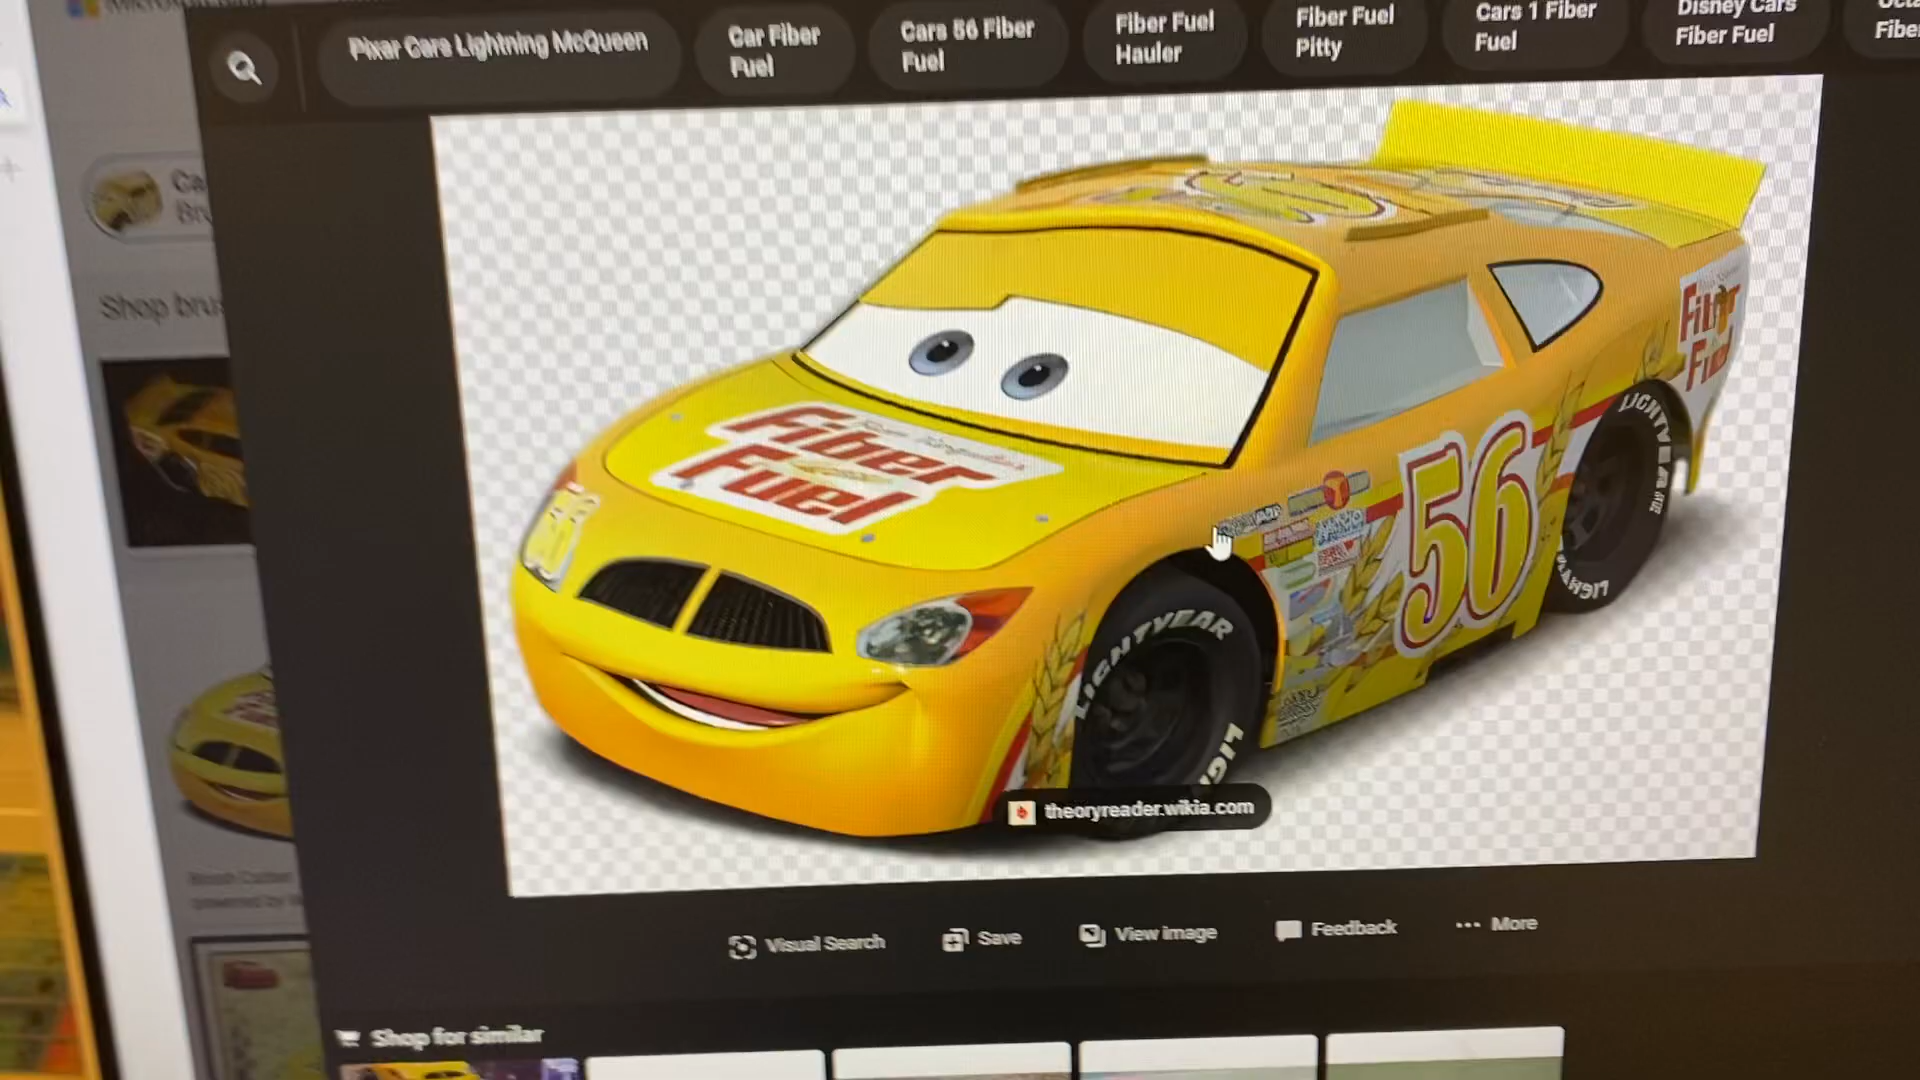 Pixar Cars Lightning McQueen
Car Fiber
Fuel
Cars 56 Fiber
Fuel
Fiber Fuel
Hauler
Fiber Fuel
Pitty
Cars 1 Fiber
Fuel
Disney Cars
Fiber Fuel
Shop
Fiber
Fuel
56
Fiber
Fuel
56
LIGHTYEAR
LIGHTYEAR
theoryreader.wikia.com
Visual Search
Save
View image
Feedback
More
Shop for similar